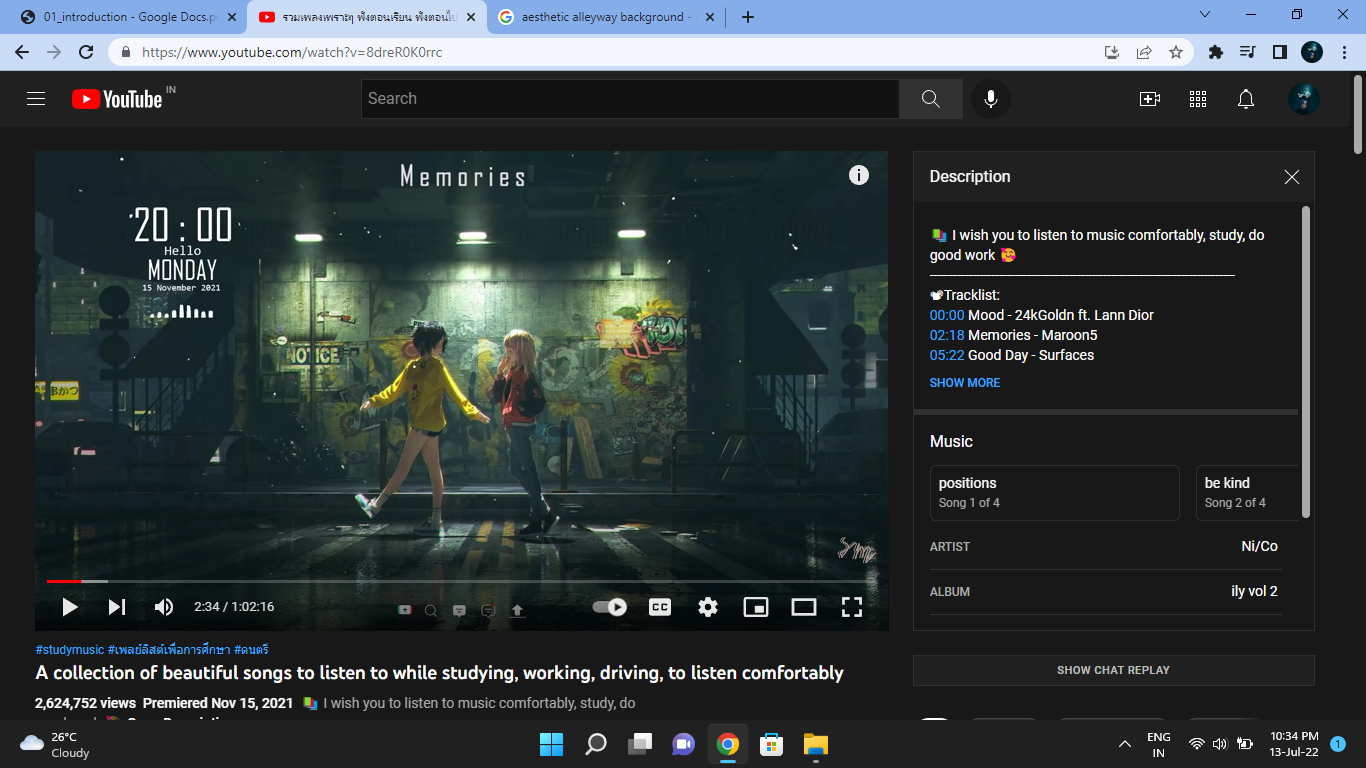 01_introduction - Google Docs.p
รวมเพลงเพราะๆ ฟังตอนเรียน ฟังตอนไป
aesthetic alleyway background -
https://www.youtube.com/watch?v=8dreR0K0rrc
YouTube IN
Search
Memories
20 : 00
Hello
MONDAY
15 November 2021
NOTICE
2:34 / 1:02:16
CC
#studymusic #เพลย์ลิสต์เพื่อการศึกษา #ดนตรี
A collection of beautiful songs to listen to while studying, working, driving, to listen comfortably
2,624,752 views Premiered Nov 15, 2021 📚 I wish you to listen to music comfortably, study, do
Description
I wish you to listen to music comfortably, study, do
good work 🥰
Tracklist:
00:00 Mood - 24kGoldn ft. Lann Dior
02:18 Memories - Maroon5
05:22 Good Day - Surfaces
SHOW MORE
Music
positions
Song 1 of 4
be kind
Song 2 of 4
ARTIST Ni/Co
ALBUM ily vol 2
SHOW CHAT REPLAY
26°C
Cloudy
ENG
IN
10:34 PM
13-Jul-22
1